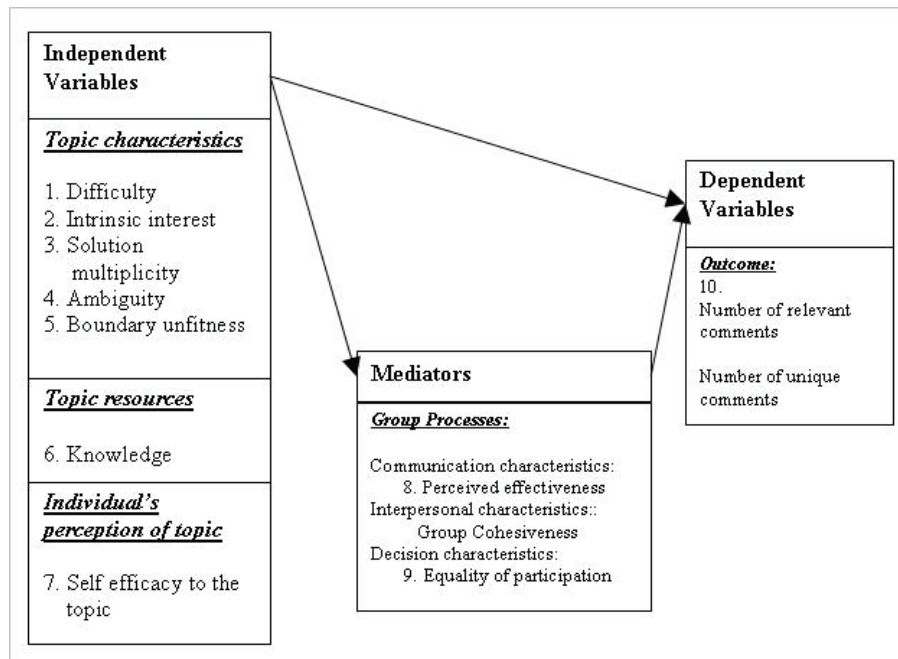 Independent
Variables
Topic characteristics
1. Difficulty
2. Intrinsic interest
3. Solution
multiplicity
4. Ambiguity
5. Boundary unfitness
Topic resources
6. Knowledge
Individual's
perception of topic
7. Self efficacy to the
topic
Mediators
Group Processes:
Communication characteristics:
8. Perceived effectiveness
Interpersonal characteristics::
Group Cohesiveness
Decision characteristics:
9. Equality of participation
Dependent
Variables
Outcome:
10.
Number of relevant
comments
Number of unique
comments